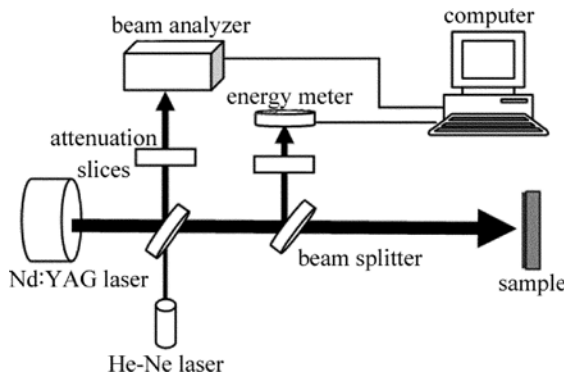 beam analyzer
computer
energy meter
attenuation
slices
beam splitter
Nd:YAG laser
sample
He-Ne laser